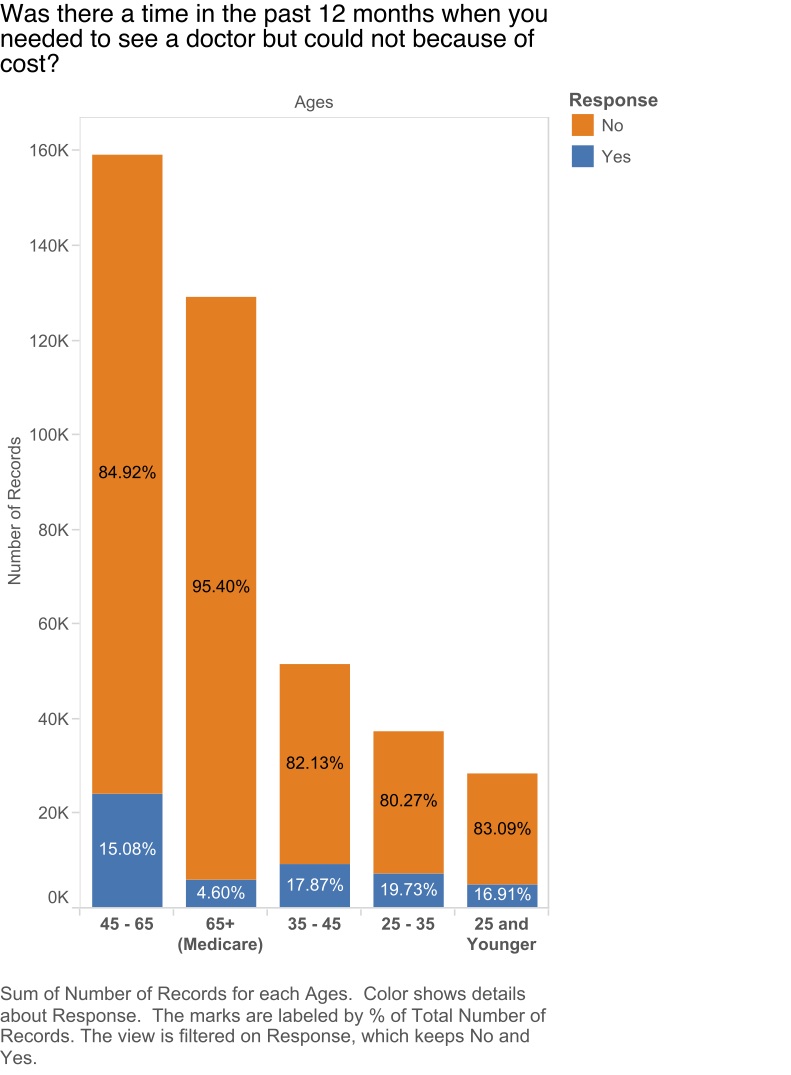 Was there a time in the past 12 months when you
needed to see a doctor but could not because of
cost?
Ages
Response
No
Yes
160K
140K
120K
100K
80K
60K
40K
20K
0K
Number of Records
84.92%
15.08%
95.40%
4.60%
82.13%
17.87%
80.27%
19.73%
83.09%
16.91%
45 - 65
65+
(Medicare)
35 - 45
25 - 35
25 and
Younger
Sum of Number of Records for each Ages.  Color shows details
about Response.  The marks are labeled by % of Total Number of
Records. The view is filtered on Response, which keeps No and
Yes.